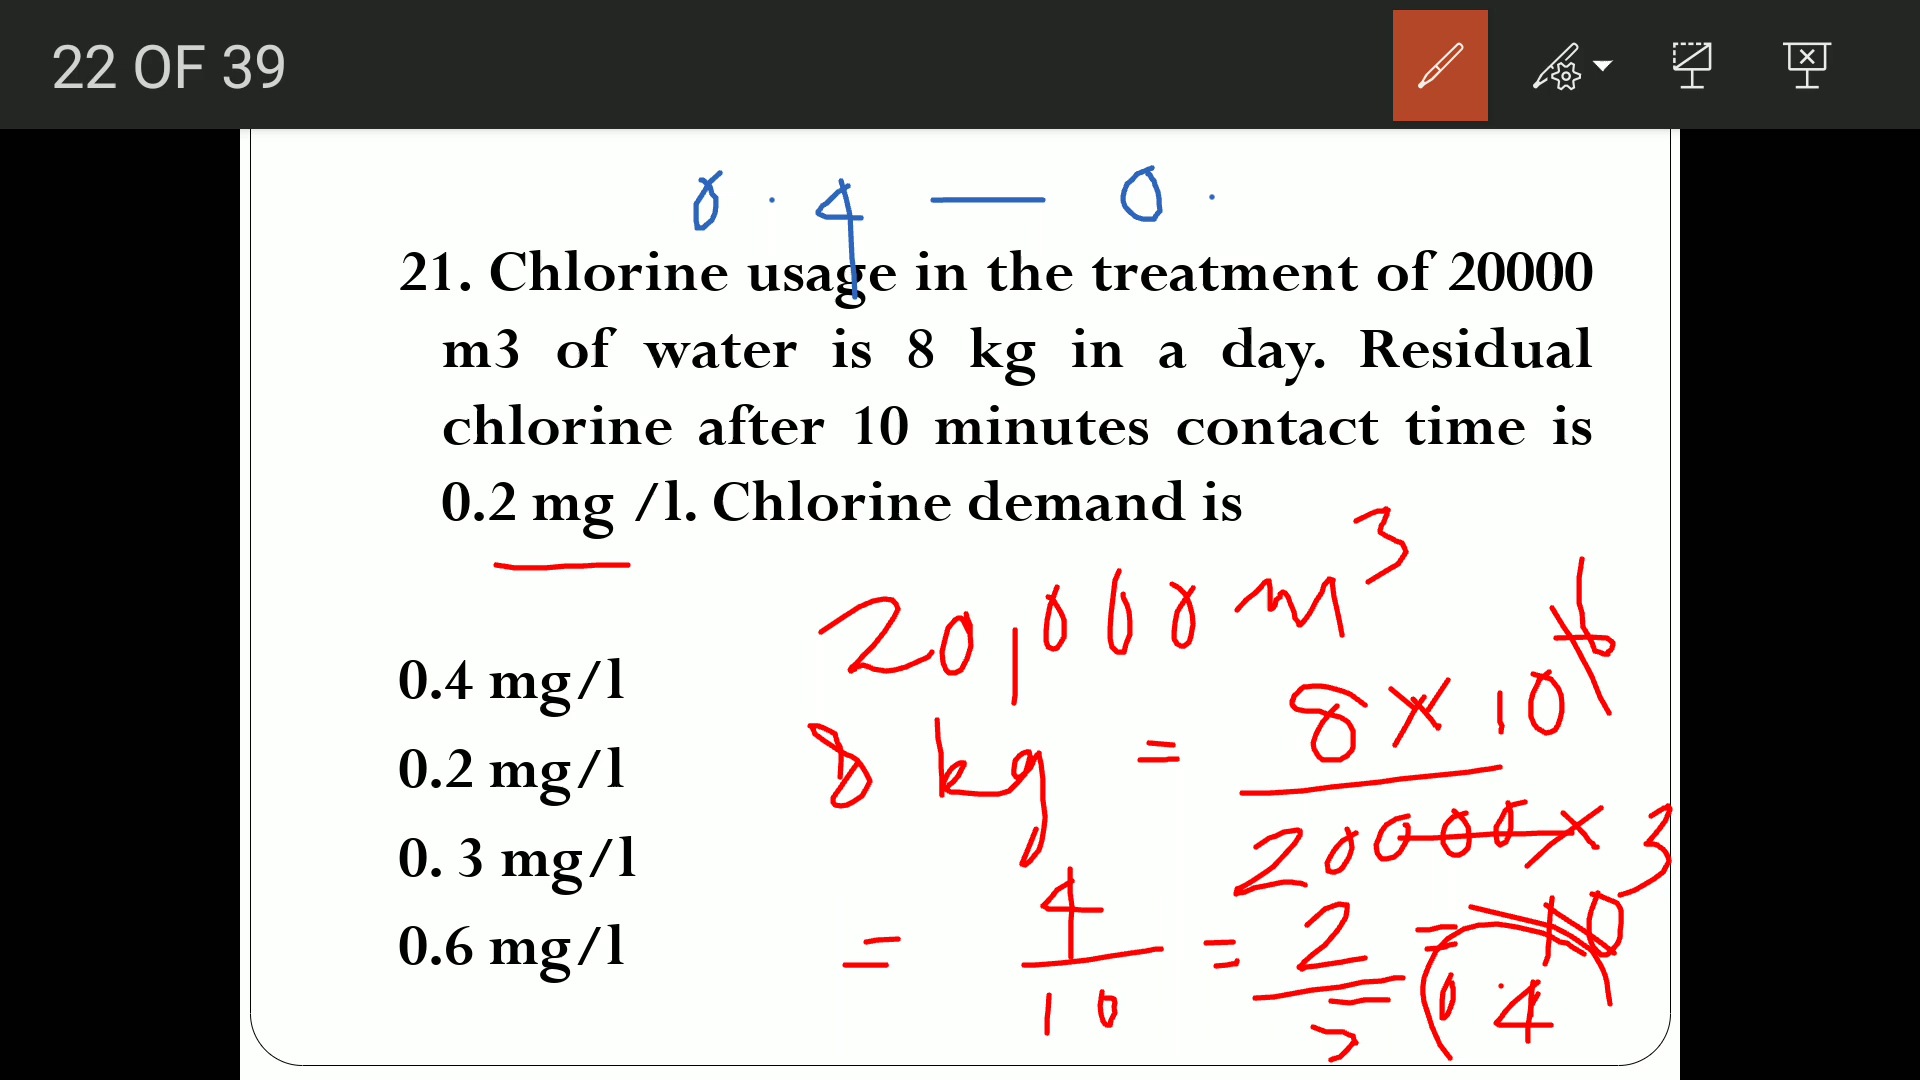 22 OF 39
0.4 — 0.
21. Chlorine usage in the treatment of 20000
m3 of water is 8 kg in a day. Residual
chlorine after 10 minutes contact time is
0.2 mg /l. Chlorine demand is
20,000 m³
0.4 mg/l
8 kg = 8 × 10⁶
0.2 mg/l
20000 × 10³
0. 3 mg/l
0.6 mg/l
= 4/10 = 2/5 = 0.4